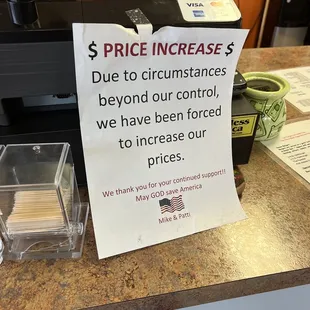 VISA
$ PRICE INCREASE $
Due to circumstances
beyond our control,
we have been forced
to increase our
prices.
We thank you for your continued support!!
May GOD save America
Mike & Patti